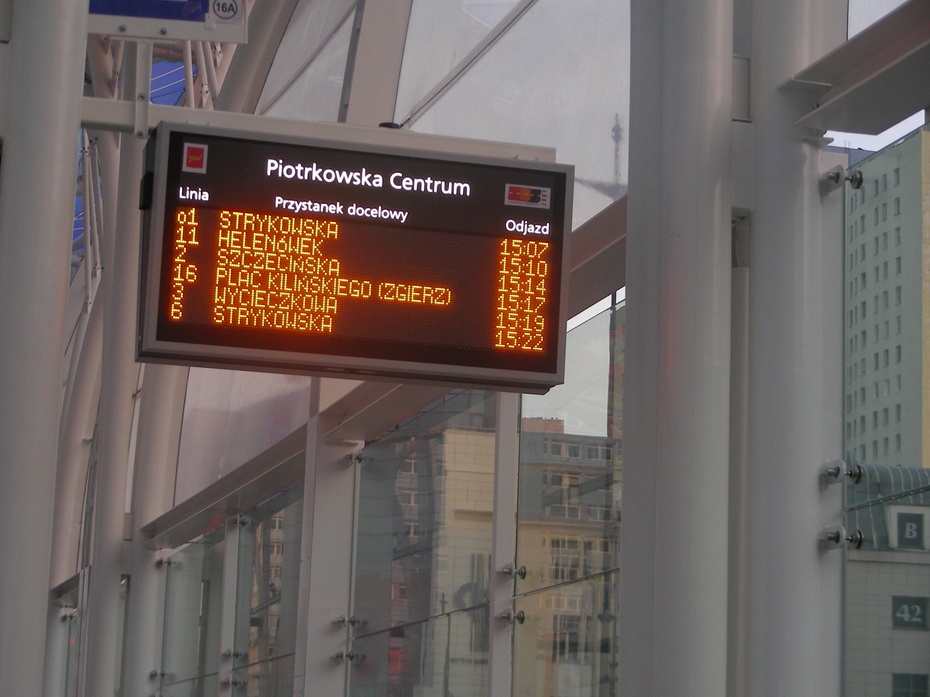 16A
Piotrkowska Centrum
Linia Przystanek docelowy Odjazd
o1 STRYKOWSKA 15:07
11 HELENóWEK 15:10
2 SZCZECIŃSKA 15:14
16 PLAC KILIŃSKIEGO (ZGIERZ) 15:17
3 WYCIECZKOWA 15:19
6 STRYKOWSKA 15:22
B
42